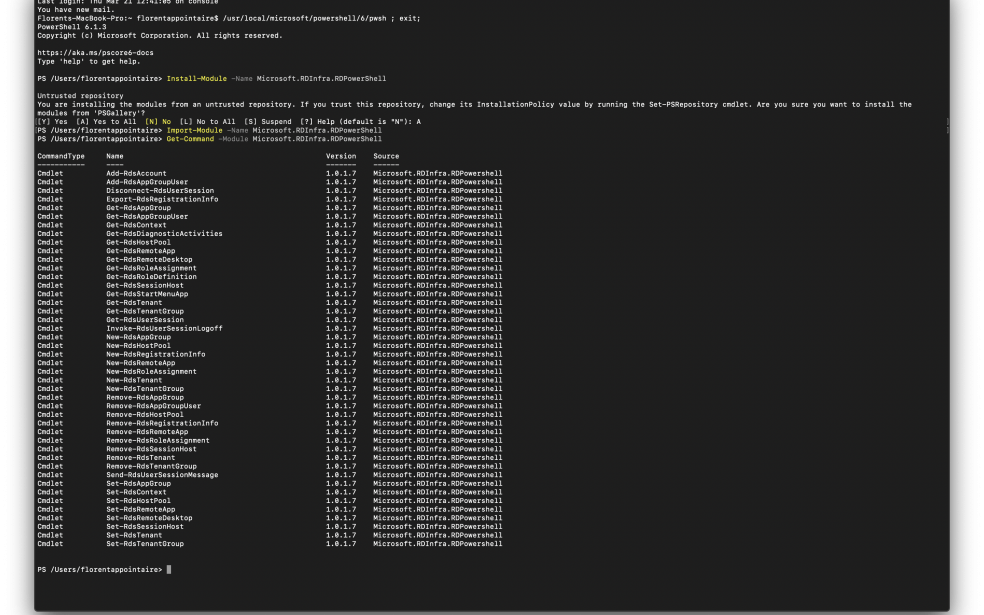 Last login: Thu Mar 21 12:41:05 on console
You have new mail.
Florents-MacBook-Pro:~ florentappointaire$ /usr/local/microsoft/powershell/6/pwsh ; exit;
PowerShell 6.1.3
Copyright (c) Microsoft Corporation. All rights reserved.
https://aka.ms/pscore6-docs
Type 'help' to get help.
PS /Users/florentappointaire> Install-Module -Name Microsoft.RDInfra.RDPowerShell
Untrusted repository
You are installing the modules from an untrusted repository. If you trust this repository, change its InstallationPolicy value by running the Set-PSRepository cmdlet. Are you sure you want to install the
modules from 'PSGallery'?
[Y] Yes [A] Yes to All [N] No [L] No to All [S] Suspend [?] Help (default is "N"): A
PS /Users/florentappointaire> Import-Module -Name Microsoft.RDInfra.RDPowerShell
PS /Users/florentappointaire> Get-Command -Module Microsoft.RDInfra.RDPowerShell
CommandType Name Version Source
----------- ---- ------- ------
Cmdlet Add-RdsAccount 1.0.1.7 Microsoft.RDInfra.RDPowershell
Cmdlet Add-RdsAppGroupUser 1.0.1.7 Microsoft.RDInfra.RDPowershell
Cmdlet Disconnect-RdsUserSession 1.0.1.7 Microsoft.RDInfra.RDPowershell
Cmdlet Export-RdsRegistrationInfo 1.0.1.7 Microsoft.RDInfra.RDPowershell
Cmdlet Get-RdsAppGroup 1.0.1.7 Microsoft.RDInfra.RDPowershell
Cmdlet Get-RdsAppGroupUser 1.0.1.7 Microsoft.RDInfra.RDPowershell
Cmdlet Get-RdsContext 1.0.1.7 Microsoft.RDInfra.RDPowershell
Cmdlet Get-RdsDiagnosticActivities 1.0.1.7 Microsoft.RDInfra.RDPowershell
Cmdlet Get-RdsHostPool 1.0.1.7 Microsoft.RDInfra.RDPowershell
Cmdlet Get-RdsRemoteApp 1.0.1.7 Microsoft.RDInfra.RDPowershell
Cmdlet Get-RdsRemoteDesktop 1.0.1.7 Microsoft.RDInfra.RDPowershell
Cmdlet Get-RdsRoleAssignment 1.0.1.7 Microsoft.RDInfra.RDPowershell
Cmdlet Get-RdsRoleDefinition 1.0.1.7 Microsoft.RDInfra.RDPowershell
Cmdlet Get-RdsSessionHost 1.0.1.7 Microsoft.RDInfra.RDPowershell
Cmdlet Get-RdsStartMenuApp 1.0.1.7 Microsoft.RDInfra.RDPowershell
Cmdlet Get-RdsTenant 1.0.1.7 Microsoft.RDInfra.RDPowershell
Cmdlet Get-RdsTenantGroup 1.0.1.7 Microsoft.RDInfra.RDPowershell
Cmdlet Get-RdsUserSession 1.0.1.7 Microsoft.RDInfra.RDPowershell
Cmdlet Invoke-RdsUserSessionLogoff 1.0.1.7 Microsoft.RDInfra.RDPowershell
Cmdlet New-RdsAppGroup 1.0.1.7 Microsoft.RDInfra.RDPowershell
Cmdlet New-RdsHostPool 1.0.1.7 Microsoft.RDInfra.RDPowershell
Cmdlet New-RdsRegistrationInfo 1.0.1.7 Microsoft.RDInfra.RDPowershell
Cmdlet New-RdsRemoteApp 1.0.1.7 Microsoft.RDInfra.RDPowershell
Cmdlet New-RdsRoleAssignment 1.0.1.7 Microsoft.RDInfra.RDPowershell
Cmdlet New-RdsTenant 1.0.1.7 Microsoft.RDInfra.RDPowershell
Cmdlet New-RdsTenantGroup 1.0.1.7 Microsoft.RDInfra.RDPowershell
Cmdlet Remove-RdsAppGroup 1.0.1.7 Microsoft.RDInfra.RDPowershell
Cmdlet Remove-RdsAppGroupUser 1.0.1.7 Microsoft.RDInfra.RDPowershell
Cmdlet Remove-RdsHostPool 1.0.1.7 Microsoft.RDInfra.RDPowershell
Cmdlet Remove-RdsRegistrationInfo 1.0.1.7 Microsoft.RDInfra.RDPowershell
Cmdlet Remove-RdsRemoteApp 1.0.1.7 Microsoft.RDInfra.RDPowershell
Cmdlet Remove-RdsRoleAssignment 1.0.1.7 Microsoft.RDInfra.RDPowershell
Cmdlet Remove-RdsSessionHost 1.0.1.7 Microsoft.RDInfra.RDPowershell
Cmdlet Remove-RdsTenant 1.0.1.7 Microsoft.RDInfra.RDPowershell
Cmdlet Remove-RdsTenantGroup 1.0.1.7 Microsoft.RDInfra.RDPowershell
Cmdlet Send-RdsUserSessionMessage 1.0.1.7 Microsoft.RDInfra.RDPowershell
Cmdlet Set-RdsAppGroup 1.0.1.7 Microsoft.RDInfra.RDPowershell
Cmdlet Set-RdsContext 1.0.1.7 Microsoft.RDInfra.RDPowershell
Cmdlet Set-RdsHostPool 1.0.1.7 Microsoft.RDInfra.RDPowershell
Cmdlet Set-RdsRemoteApp 1.0.1.7 Microsoft.RDInfra.RDPowershell
Cmdlet Set-RdsRemoteDesktop 1.0.1.7 Microsoft.RDInfra.RDPowershell
Cmdlet Set-RdsSessionHost 1.0.1.7 Microsoft.RDInfra.RDPowershell
Cmdlet Set-RdsTenant 1.0.1.7 Microsoft.RDInfra.RDPowershell
Cmdlet Set-RdsTenantGroup 1.0.1.7 Microsoft.RDInfra.RDPowershell
PS /Users/florentappointaire>